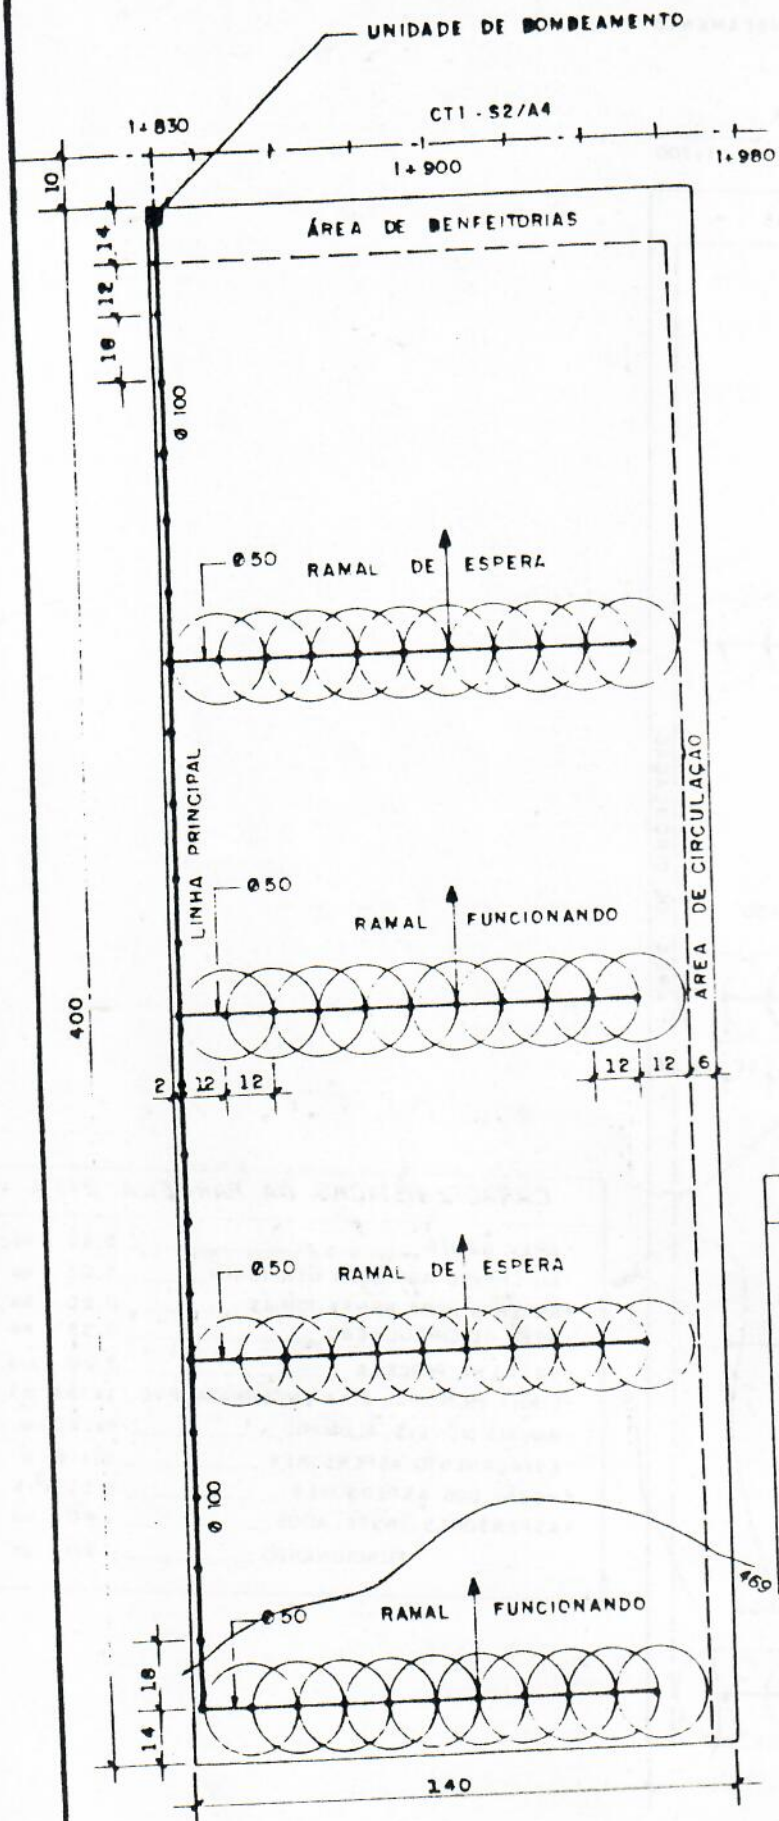 UNIDADE DE BOMBEAMENTO
CT1 - S2/A4
1+830
1+900
1+980
10
14
12
18
ÁREA DE BENFEITORIAS
Ø 100
Ø50
RAMAL DE ESPERA
LINHA PRINCIPAL
ÁREA DE CIRCULAÇÃO
Ø50
RAMAL FUNCIONANDO
400
2
12
12
12
12
6
Ø50
RAMAL DE ESPERA
Ø 100
469
Ø50
RAMAL FUNCIONANDO
18
14
140